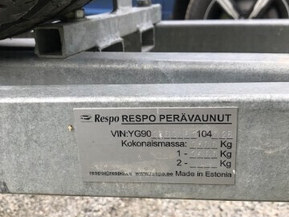 Respo RESPO PERÄVAUNUT
VIN:YG90 104
Kokonaismassa: Kg
1 - Kg
2 - Kg
Made in Estonia